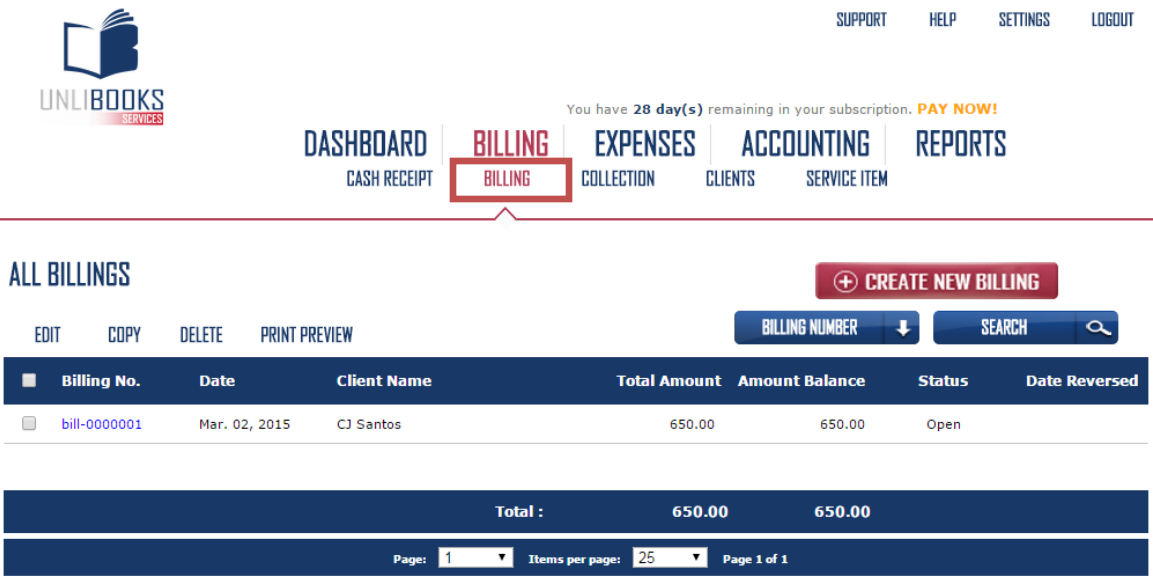 SUPPORT HELP SETTINGS LOGOUT
UNLIBOOKS
SERVICES
You have 28 day(s) remaining in your subscription. PAY NOW!
DASHBOARD BILLING EXPENSES ACCOUNTING REPORTS
CASH RECEIPT BILLING COLLECTION CLIENTS SERVICE ITEM
ALL BILLINGS
CREATE NEW BILLING
EDIT COPY DELETE PRINT PREVIEW BILLING NUMBER SEARCH
Billing No. Date Client Name Total Amount Amount Balance Status Date Reversed
bill-0000001 Mar. 02, 2015 CJ Santos 650.00 650.00 Open
Total : 650.00 650.00
Page: 1 Items per page: 25 Page 1 of 1